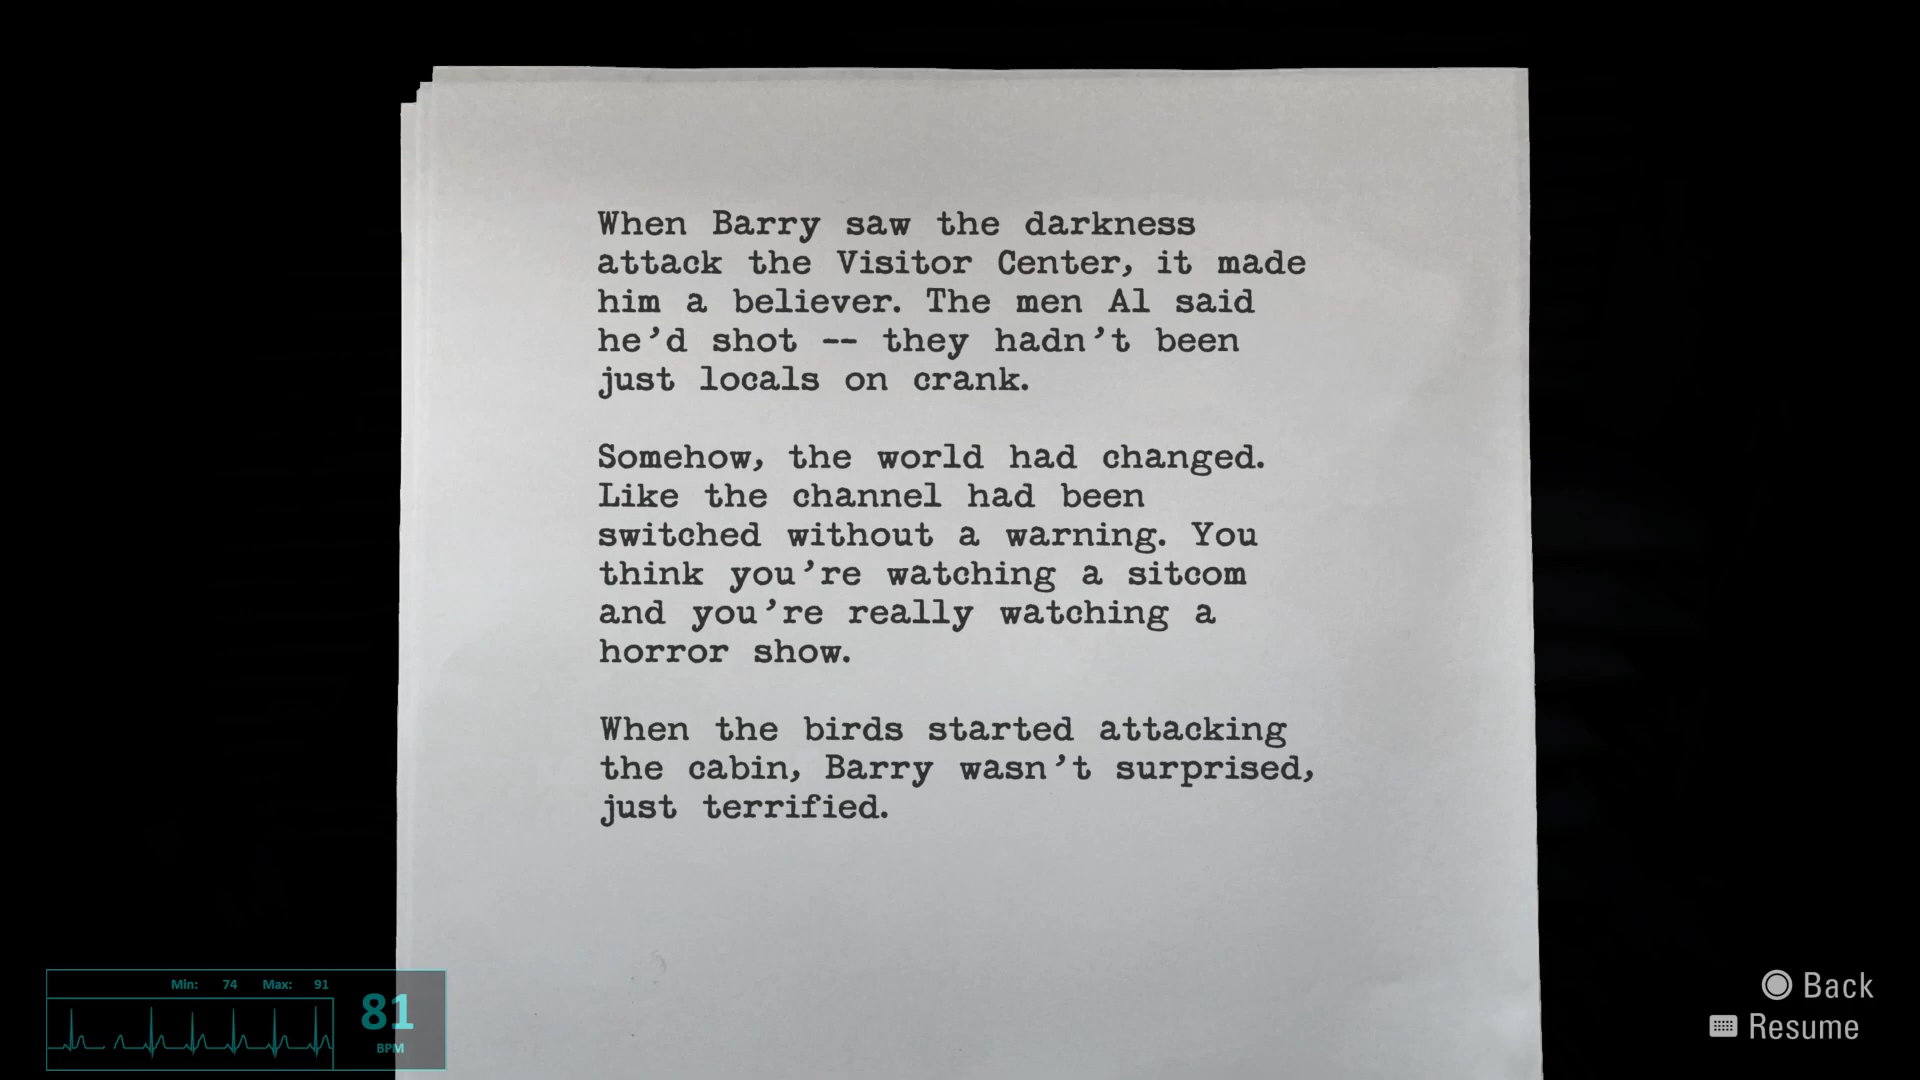 When Barry saw the darkness
attack the Visitor Center, it made
him a believer. The men Al said
he’d shot -- they hadn’t been
just locals on crank.
Somehow, the world had changed.
Like the channel had been
switched without a warning. You
think you’re watching a sitcom
and you’re really watching a
horror show.
When the birds started attacking
the cabin, Barry wasn’t surprised,
just terrified.
Min: 74 Max: 91
81
BPM
Back
Resume